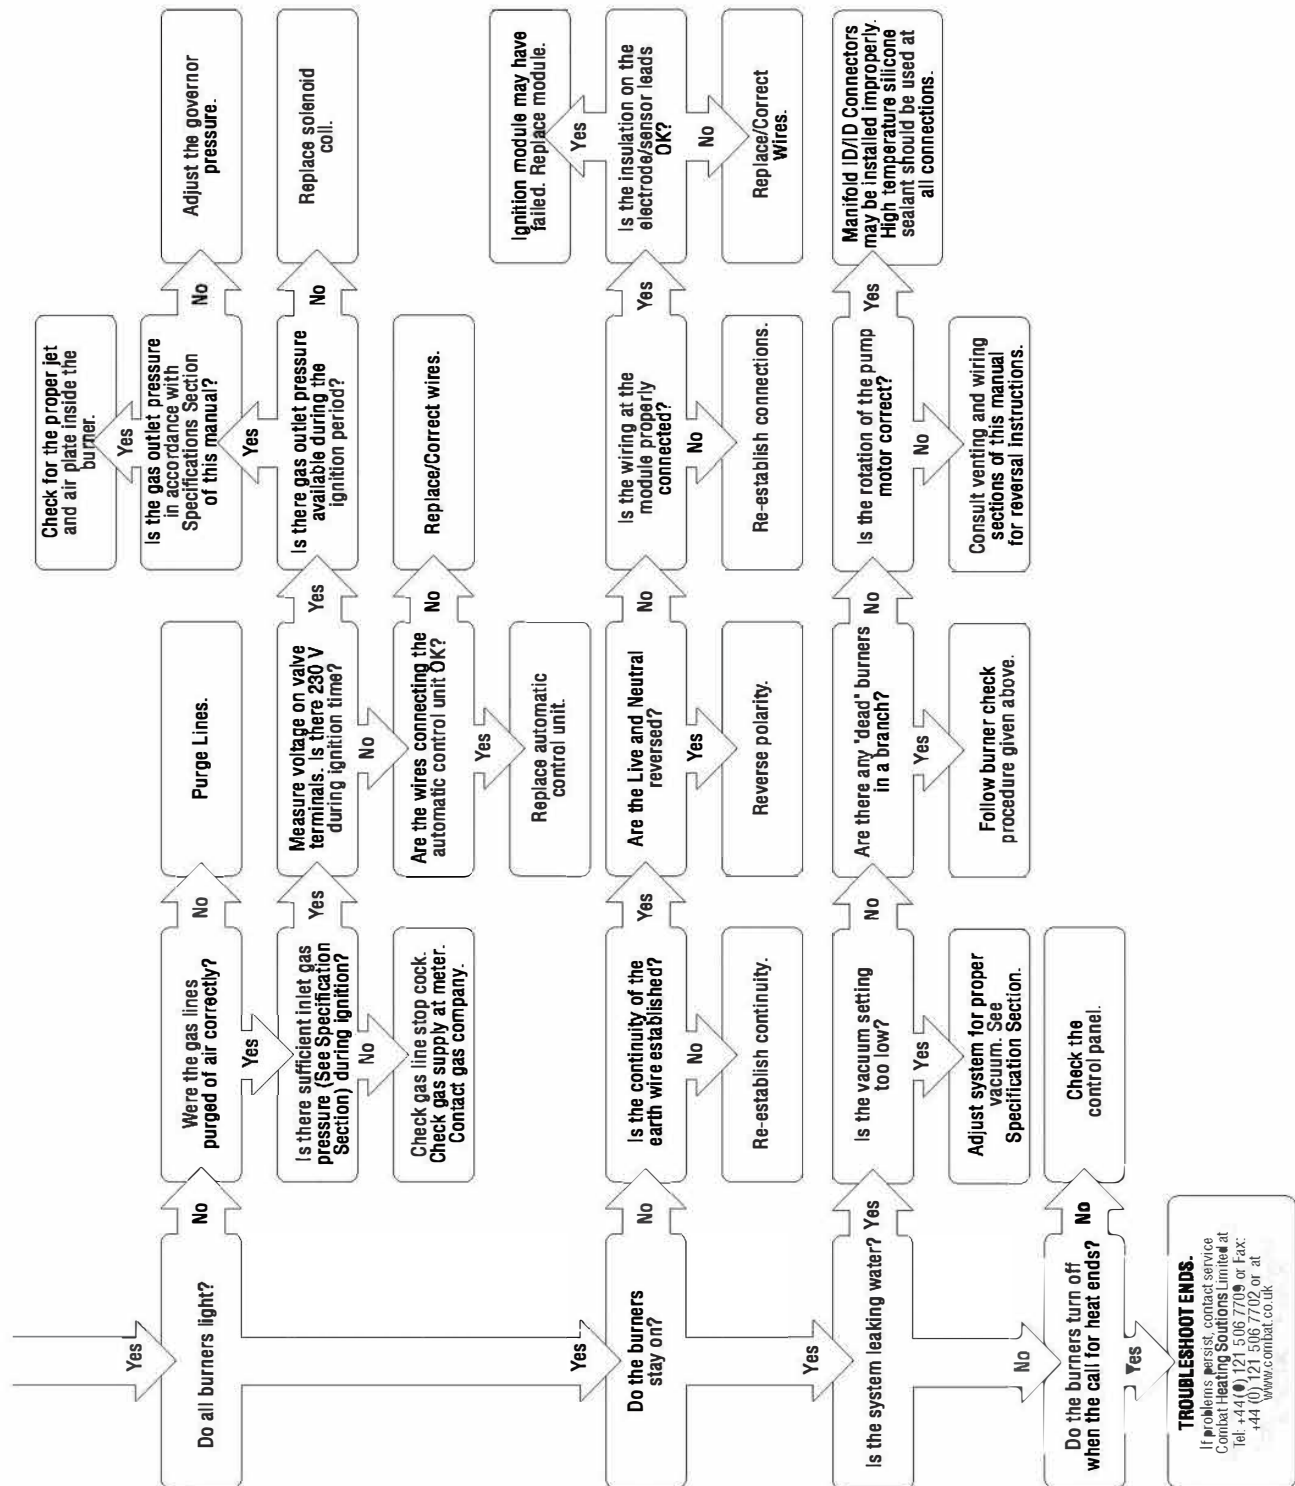 Yes
Do all burners light?
No
Were the gas lines
purged of air correctly?
No
Purge Lines.
Yes
Is there sufficient inlet gas
pressure (See Specification
Section) during ignition?
No
Check gas line stop cock.
Check gas supply at meter.
Contact gas company.
Yes
Measure voltage on valve
terminals. Is there 230 V
during ignition time?
No
Are the wires connecting the
automatic control unit OK?
No
Replace/Correct wires.
Yes
Replace automatic
control unit.
Yes
Is there gas outlet pressure
available during the
ignition period?
No
Replace solenoid
coll.
Yes
Is the gas outlet pressure
in accordance with
Specifications Section
of this manual?
No
Adjust the governor
pressure.
Yes
Check for the proper jet
and air plate inside the
burner.
Yes
Do the burners
stay on?
No
Is the continuity of the
earth wire established?
No
Re-establish continuity.
Yes
Are the Live and Neutral
reversed?
Yes
Reverse polarity.
No
Is the wiring at the
module properly
connected?
No
Re-establish connections.
Yes
Is the insulation on the
electrode/sensor leads
OK?
Yes
Ignition module may have
failed. Replace module.
No
Replace/Correct
Wires.
Yes
Is the system leaking water?
Yes
Is the vacuum setting
too low?
Yes
Adjust system for proper
vacuum. See
Specification Section.
No
Are there any "dead" burners
in a branch?
Yes
Follow burner check
procedure given above.
No
Is the rotation of the pump
motor correct?
No
Consult venting and wiring
sections of this manual
for reversal instructions.
Yes
Manifold ID/ID Connectors
may be installed improperly.
High temperature silicone
sealant should be used at
all connections.
No
Do the burners turn off
when the call for heat ends?
No
Check the
control panel.
Yes
TROUBLESHOOT ENDS.
If problems persist, contact service
Combat Heating Soutions Limited at
Tel: +44(0) 121 506 7709 or Fax:
+44 (0) 121 506 7702 or at
www.combat.co.uk